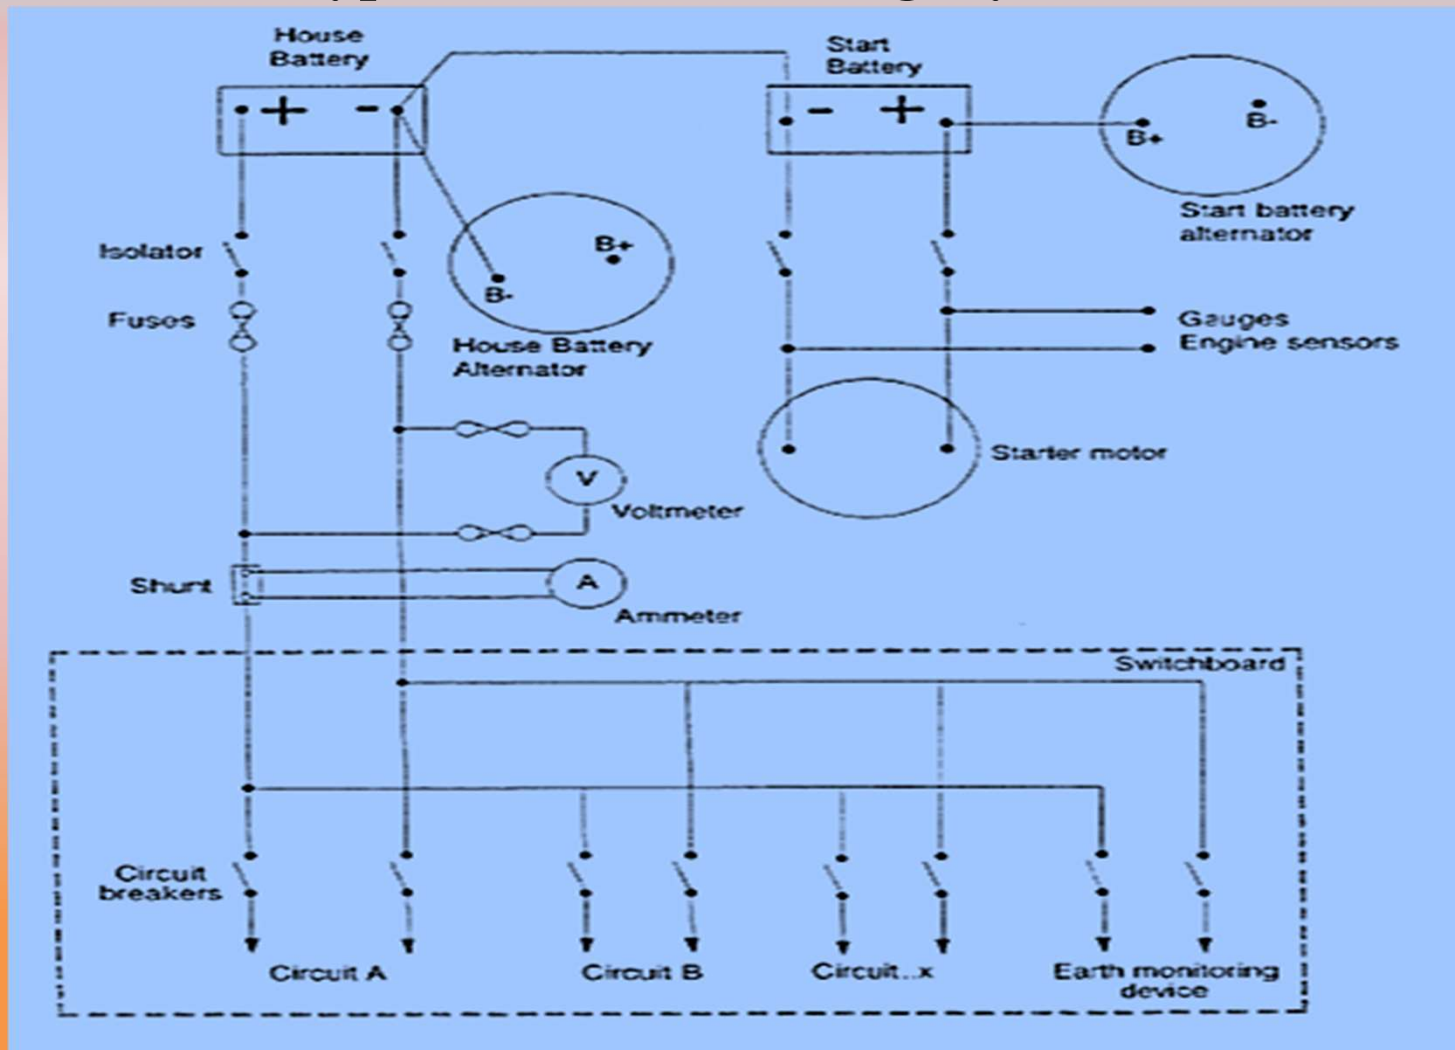 House
Battery
+ -
Start
Battery
- +
B+
B-
Start battery
alternator
Isolator
B+
B-
Fuses
House Battery
Alternator
Gauges
Engine sensors
Starter motor
V
Voltmeter
Shunt
A
Ammeter
Switchboard
Circuit
breakers
Circuit A
Circuit B
Circuit..x
Earth monitoring
device